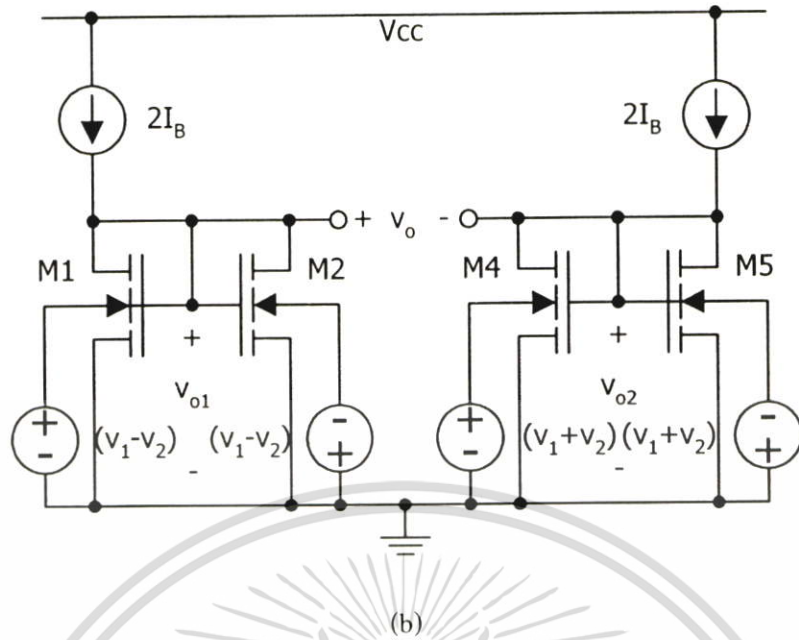 Vcc
2I_B
2I_B
+ v_o -
M1
M2
M4
M5
+
+
v_o1
v_o2
+
-
(v_1-v_2)
(v_1-v_2)
-
+
+
-
(v_1+v_2)
(v_1+v_2)
-
+
-
-
(b)